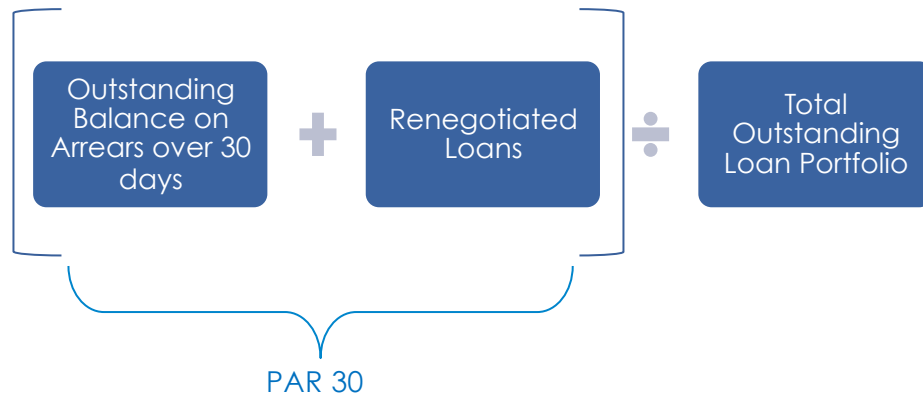 Outstanding
Balance on
Arrears over 30
days
+
Renegotiated
Loans
÷
Total
Outstanding
Loan Portfolio
PAR 30